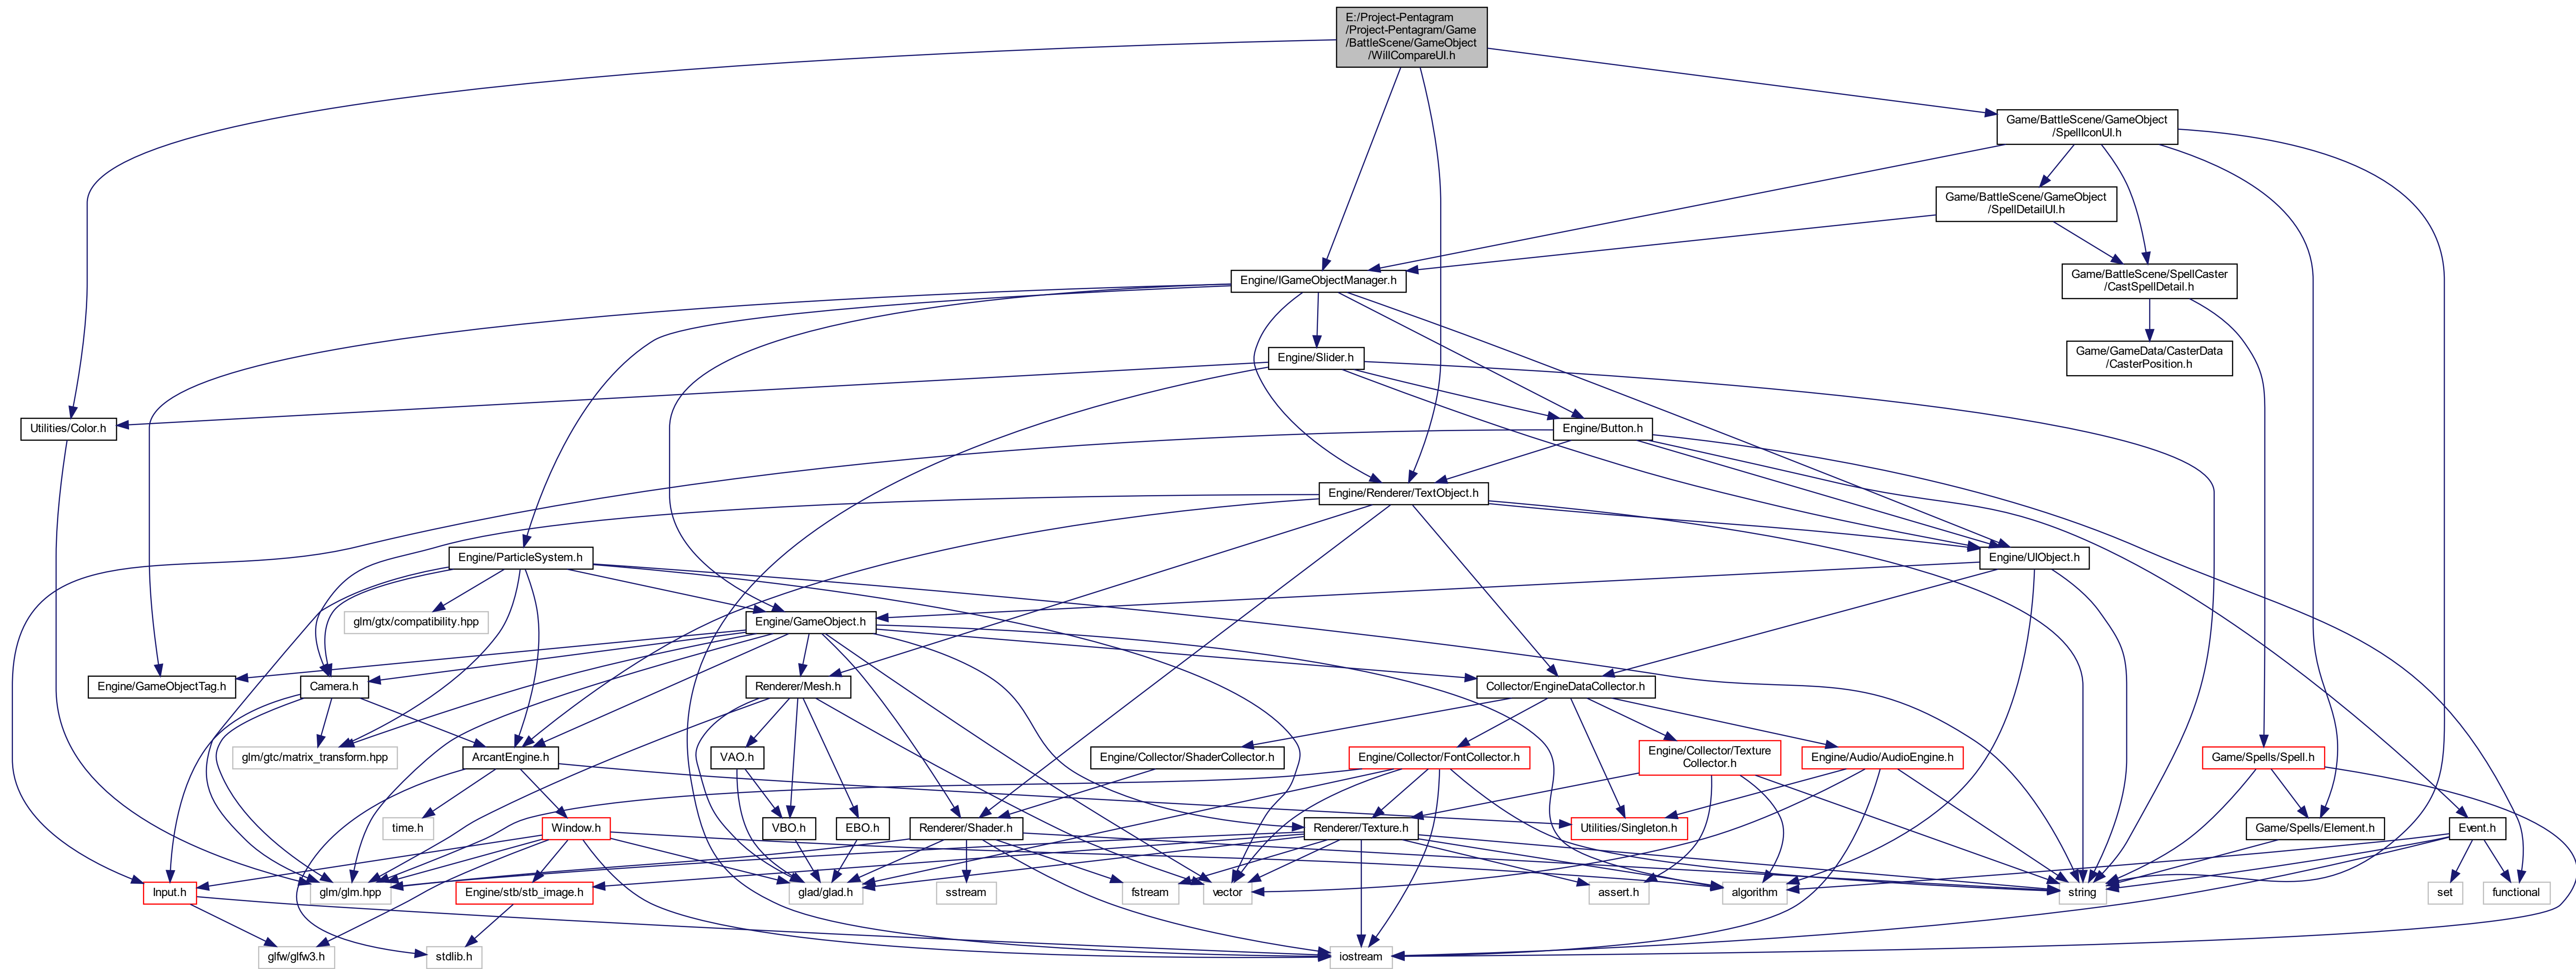 E:/Project-Pentagram
/Project-Pentagram/Game
/BattleScene/GameObject
/WillCompareUI.h
Game/BattleScene/GameObject
/SpellIconUI.h
Game/BattleScene/GameObject
/SpellDetailUI.h
Engine/IGameObjectManager.h
Game/BattleScene/SpellCaster
/CastSpellDetail.h
Engine/Slider.h
Game/GameData/CasterData
/CasterPosition.h
Utilities/Color.h
Engine/Button.h
Engine/Renderer/TextObject.h
Engine/ParticleSystem.h
Engine/UIObject.h
glm/gtx/compatibility.hpp
Engine/GameObject.h
Engine/GameObjectTag.h
Camera.h
Renderer/Mesh.h
Collector/EngineDataCollector.h
glm/gtc/matrix_transform.hpp
ArcantEngine.h
VAO.h
Engine/Collector/ShaderCollector.h
Engine/Collector/FontCollector.h
Engine/Collector/Texture
Collector.h
Engine/Audio/AudioEngine.h
Game/Spells/Spell.h
time.h
Window.h
VBO.h
EBO.h
Renderer/Shader.h
Renderer/Texture.h
Utilities/Singleton.h
Game/Spells/Element.h
Event.h
Input.h
glm/glm.hpp
Engine/stb/stb_image.h
glad/glad.h
sstream
fstream
vector
assert.h
algorithm
string
set
functional
glfw/glfw3.h
stdlib.h
iostream